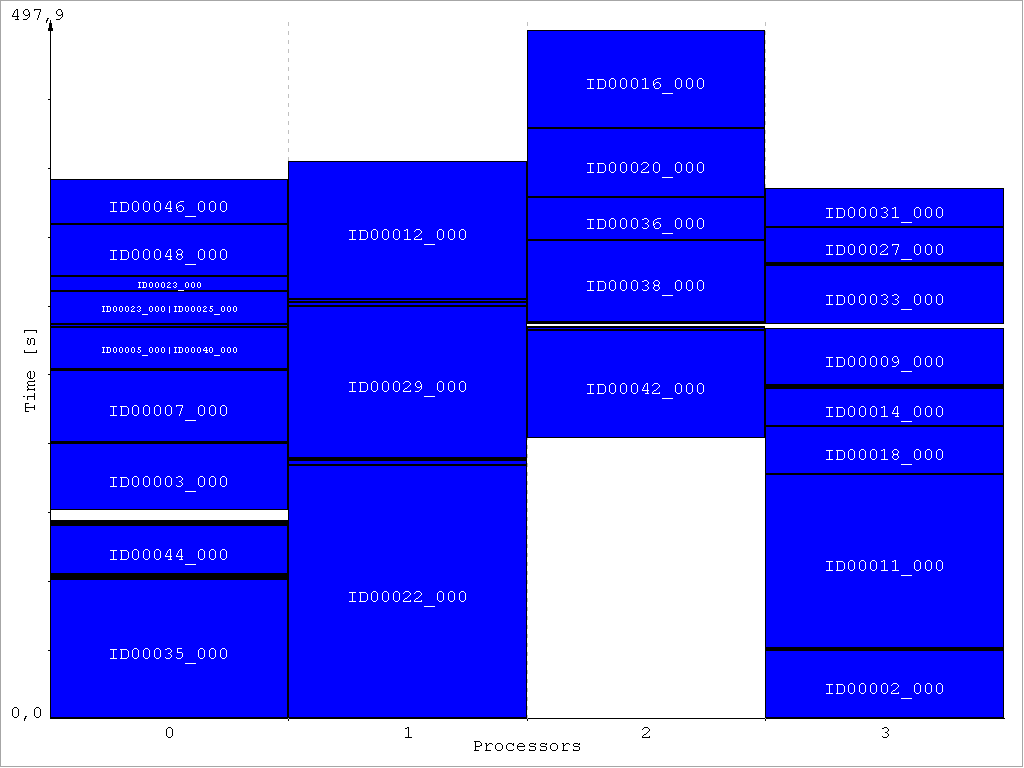 497,9
ID00016_000
ID00020_000
ID00046_000
ID00031_000
ID00036_000
ID00012_000
ID00027_000
ID00048_000
ID00023_000
ID00038_000
ID00033_000
ID00023_000|ID00025_000
ID00005_000|ID00040_000
ID00009_000
Time [s]
ID00029_000
ID00042_000
ID00007_000
ID00014_000
ID00018_000
ID00003_000
ID00044_000
ID00011_000
ID00022_000
ID00035_000
ID00002_000
0,0
0 1 2 3
Processors